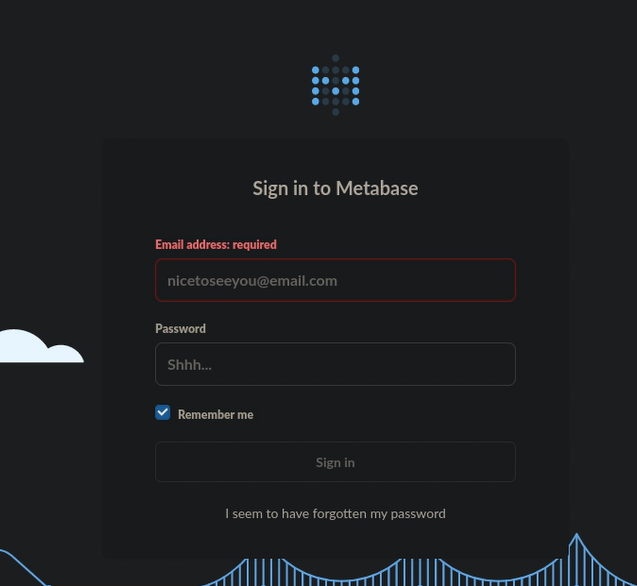 Sign in to Metabase
Email address: required
nicetoseeyou@email.com
Password
Shhh...
Remember me
Sign in
I seem to have forgotten my password